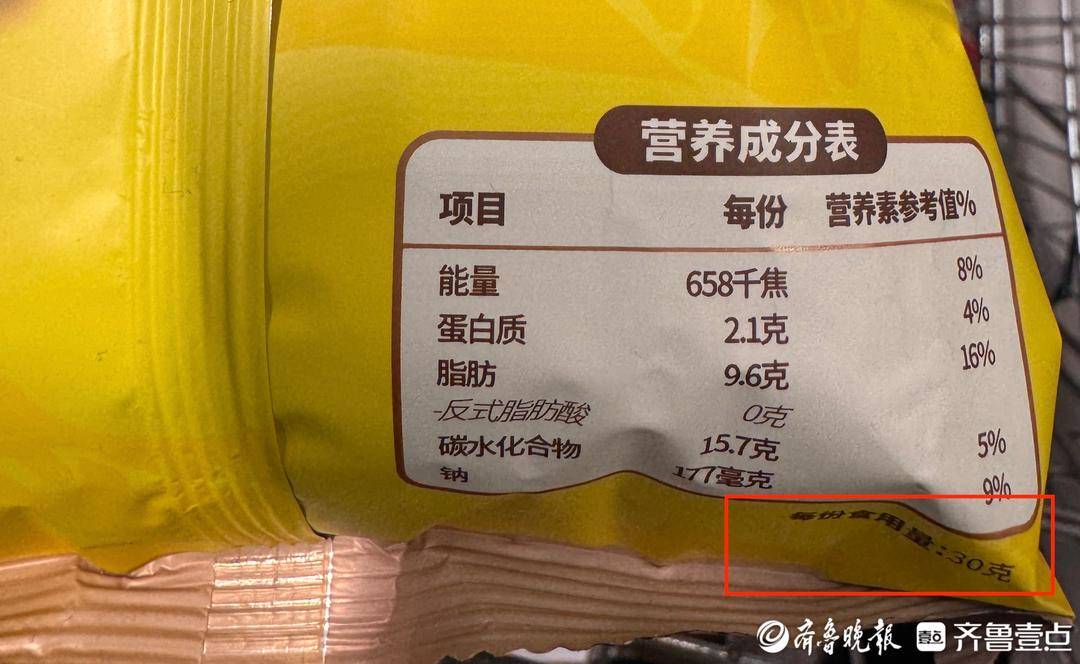 营养成分表
项目 每份 营养素参考值%
能量 658千焦 8%
蛋白质 2.1克 4%
脂肪 9.6克 16%
-反式脂肪酸 0克
碳水化合物 15.7克 5%
钠 177毫克 9%
每份食用量:30克
齐鲁晚报 壹点 齐鲁壹点